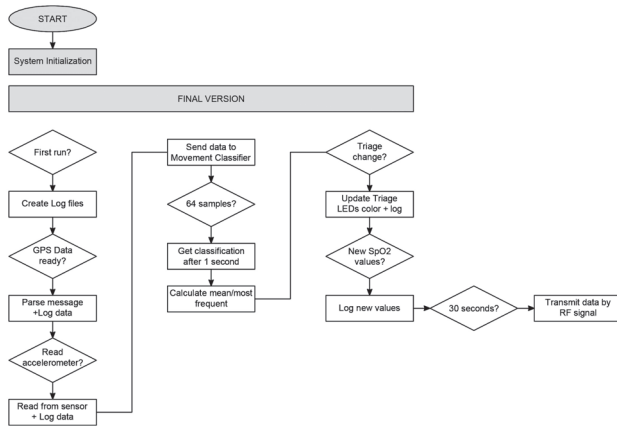 START
System Initialization
FINAL VERSION
First run?
Create Log files
GPS Data
ready?
Parse message
+Log data
Read
accelerometer?
Read from sensor
+ Log data
Send data to
Movement Classifier
64 samples?
Get classification
after 1 second
Calculate mean/most
frequent
Triage
change?
Update Triage
LEDs color + log
New SpO2
values?
Log new values
30 seconds?
Transmit data by
RF signal